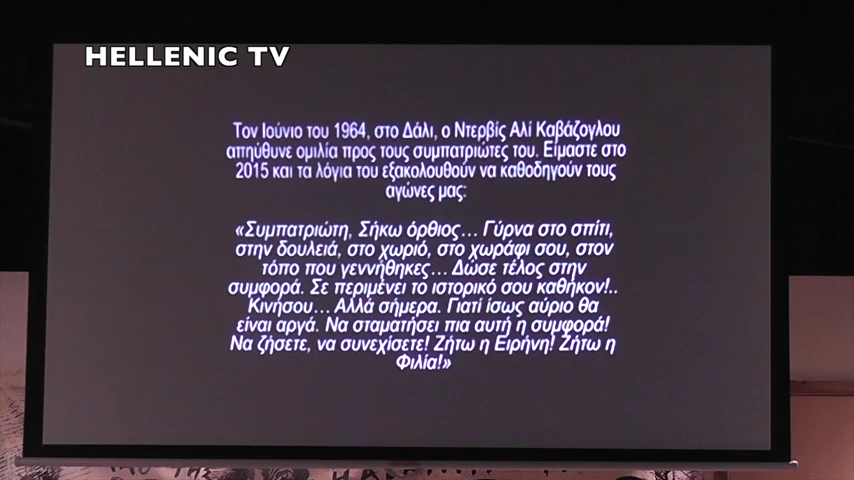 HELLENIC TV
Τον Ιούνιο του 1964, στο Δάλι, ο Ντερβίς Αλί Καβάζογλου
απηύθυνε ομιλία προς τους συμπατριώτες του. Είμαστε στο
2015 και τα λόγια του εξακολουθούν να καθοδηγούν τους
αγώνες μας:
«Συμπατριώτη, Σήκω όρθιος... Γύρνα στο σπίτι,
στην δουλειά, στο χωριό, στο χωράφι σου, στον
τόπο που γεννήθηκες... Δώσε τέλος στην
συμφορά. Σε περιμένει το ιστορικό σου καθήκον!..
Κινήσου... Αλλά σήμερα. Γιατί ίσως αύριο θα
είναι αργά. Να σταματήσει πια αυτή η συμφορά!
Να ζήσετε, να συνεχίσετε! Ζήτω η Ειρήνη! Ζήτω η
Φιλία!»